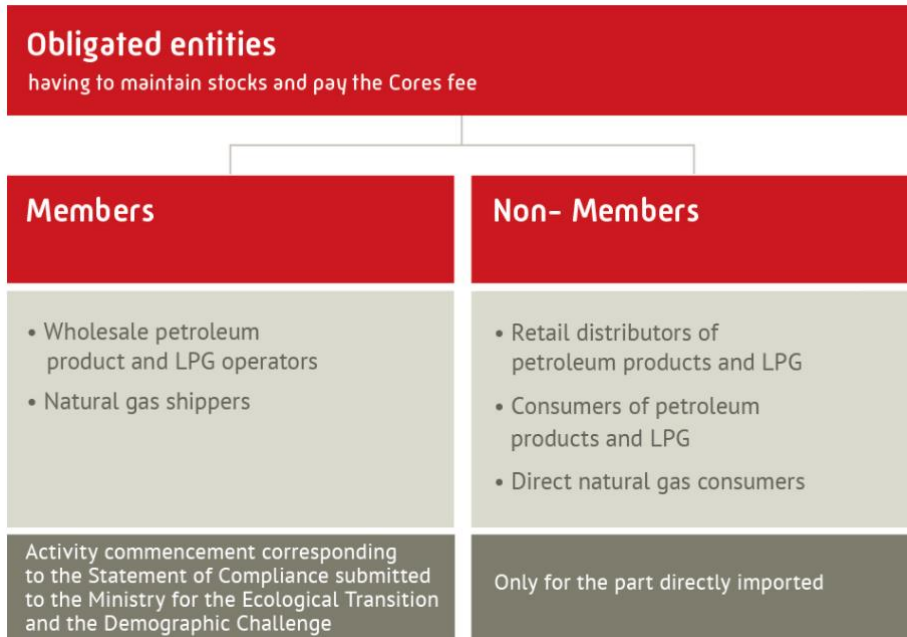 Obligated entities
having to maintain stocks and pay the Cores fee
Members
Non- Members
• Wholesale petroleum
product and LPG operators
• Natural gas shippers
• Retail distributors of
petroleum products and LPG
• Consumers of petroleum
products and LPG
• Direct natural gas consumers
Activity commencement corresponding
to the Statement of Compliance submitted
to the Ministry for the Ecological Transition
and the Demographic Challenge
Only for the part directly imported